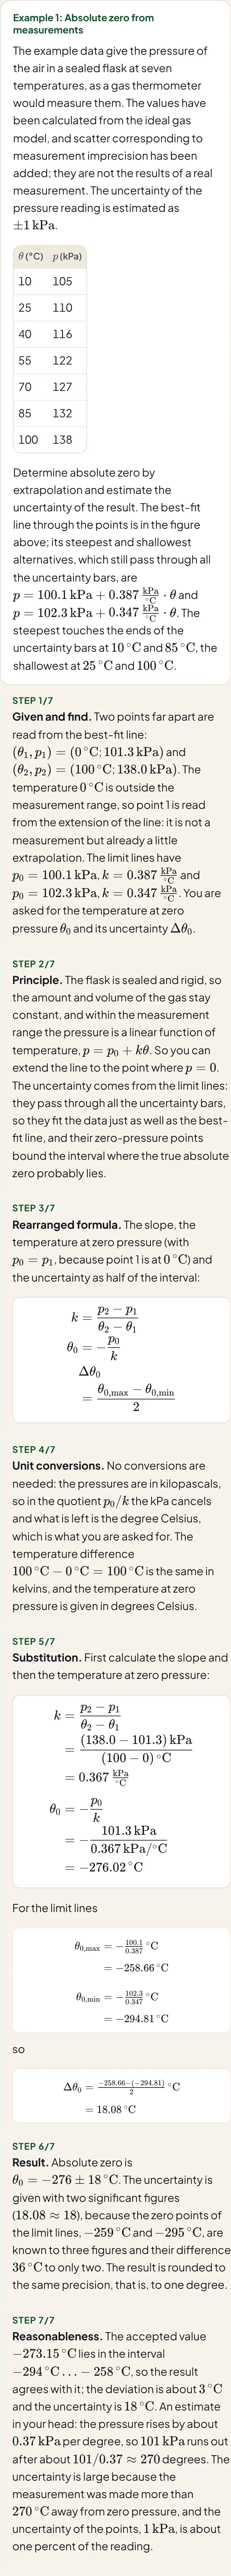 Example 1: Absolute zero from
measurements
The example data give the pressure of
the air in a sealed flask at seven
temperatures, as a gas thermometer
would measure them. The values have
been calculated from the ideal gas
model, and scatter corresponding to
measurement imprecision has been
added; they are not the results of a real
measurement. The uncertainty of the
pressure reading is estimated as
±1 kPa.
θ (°C) p (kPa)
10 105
25 110
40 116
55 122
70 127
85 132
100 138
Determine absolute zero by
extrapolation and estimate the
uncertainty of the result. The best-fit
line through the points is in the figure
above; its steepest and shallowest
alternatives, which still pass through all
the uncertainty bars, are
p = 100.1 kPa + 0.387 kPa/°C · θ and
p = 102.3 kPa + 0.347 kPa/°C · θ. The
steepest touches the ends of the
uncertainty bars at 10 °C and 85 °C, the
shallowest at 25 °C and 100 °C.
STEP 1/7
Given and find. Two points far apart are
read from the best-fit line:
(θ₁, p₁) = (0 °C; 101.3 kPa) and
(θ₂, p₂) = (100 °C; 138.0 kPa). The
temperature 0 °C is outside the
measurement range, so point 1 is read
from the extension of the line: it is not a
measurement but already a little
extrapolation. The limit lines have
p₀ = 100.1 kPa, k = 0.387 kPa/°C and
p₀ = 102.3 kPa, k = 0.347 kPa/°C. You are
asked for the temperature at zero
pressure θ₀ and its uncertainty Δθ₀.
STEP 2/7
Principle. The flask is sealed and rigid, so
the amount and volume of the gas stay
constant, and within the measurement
range the pressure is a linear function of
temperature, p = p₀ + kθ. So you can
extend the line to the point where p = 0.
The uncertainty comes from the limit lines:
they pass through all the uncertainty bars,
so they fit the data just as well as the best-
fit line, and their zero-pressure points
bound the interval where the true absolute
zero probably lies.
STEP 3/7
Rearranged formula. The slope, the
temperature at zero pressure (with
p₀ = p₁, because point 1 is at 0 °C) and
the uncertainty as half of the interval:
k = (p₂ − p₁)/(θ₂ − θ₁)
θ₀ = −p₀/k
Δθ₀
= (θ₀,max − θ₀,min)/2
STEP 4/7
Unit conversions. No conversions are
needed: the pressures are in kilopascals,
so in the quotient p₀/k the kPa cancels
and what is left is the degree Celsius,
which is what you are asked for. The
temperature difference
100 °C − 0 °C = 100 °C is the same in
kelvins, and the temperature at zero
pressure is given in degrees Celsius.
STEP 5/7
Substitution. First calculate the slope and
then the temperature at zero pressure:
k = (p₂ − p₁)/(θ₂ − θ₁)
= (138.0 − 101.3) kPa/(100 − 0) °C
= 0.367 kPa/°C
θ₀ = −p₀/k
= −101.3 kPa/0.367 kPa/°C
= −276.02 °C
For the limit lines
θ₀,max = −100.1/0.387 °C
= −258.66 °C
θ₀,min = −102.3/0.347 °C
= −294.81 °C
so
Δθ₀ = (−258.66−(−294.81))/2 °C
= 18.08 °C
STEP 6/7
Result. Absolute zero is
θ₀ = −276 ± 18 °C. The uncertainty is
given with two significant figures
(18.08 ≈ 18), because the zero points of
the limit lines, −259 °C and −295 °C, are
known to three figures and their difference
36 °C to only two. The result is rounded to
the same precision, that is, to one degree.
STEP 7/7
Reasonableness. The accepted value
−273.15 °C lies in the interval
−294 °C … − 258 °C, so the result
agrees with it; the deviation is about 3 °C
and the uncertainty is 18 °C. An estimate
in your head: the pressure rises by about
0.37 kPa per degree, so 101 kPa runs out
after about 101/0.37 ≈ 270 degrees. The
uncertainty is large because the
measurement was made more than
270 °C away from zero pressure, and the
uncertainty of the points, 1 kPa, is about
one percent of the reading.